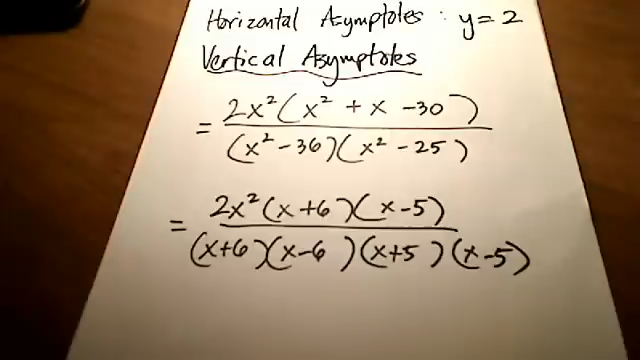 Horizontal Asymptotes : y = 2
Vertical Asymptotes
= 2x²(x² + x - 30) / (x² - 36)(x² - 25)
= 2x²(x + 6)(x - 5) / (x + 6)(x - 6)(x + 5)(x - 5)